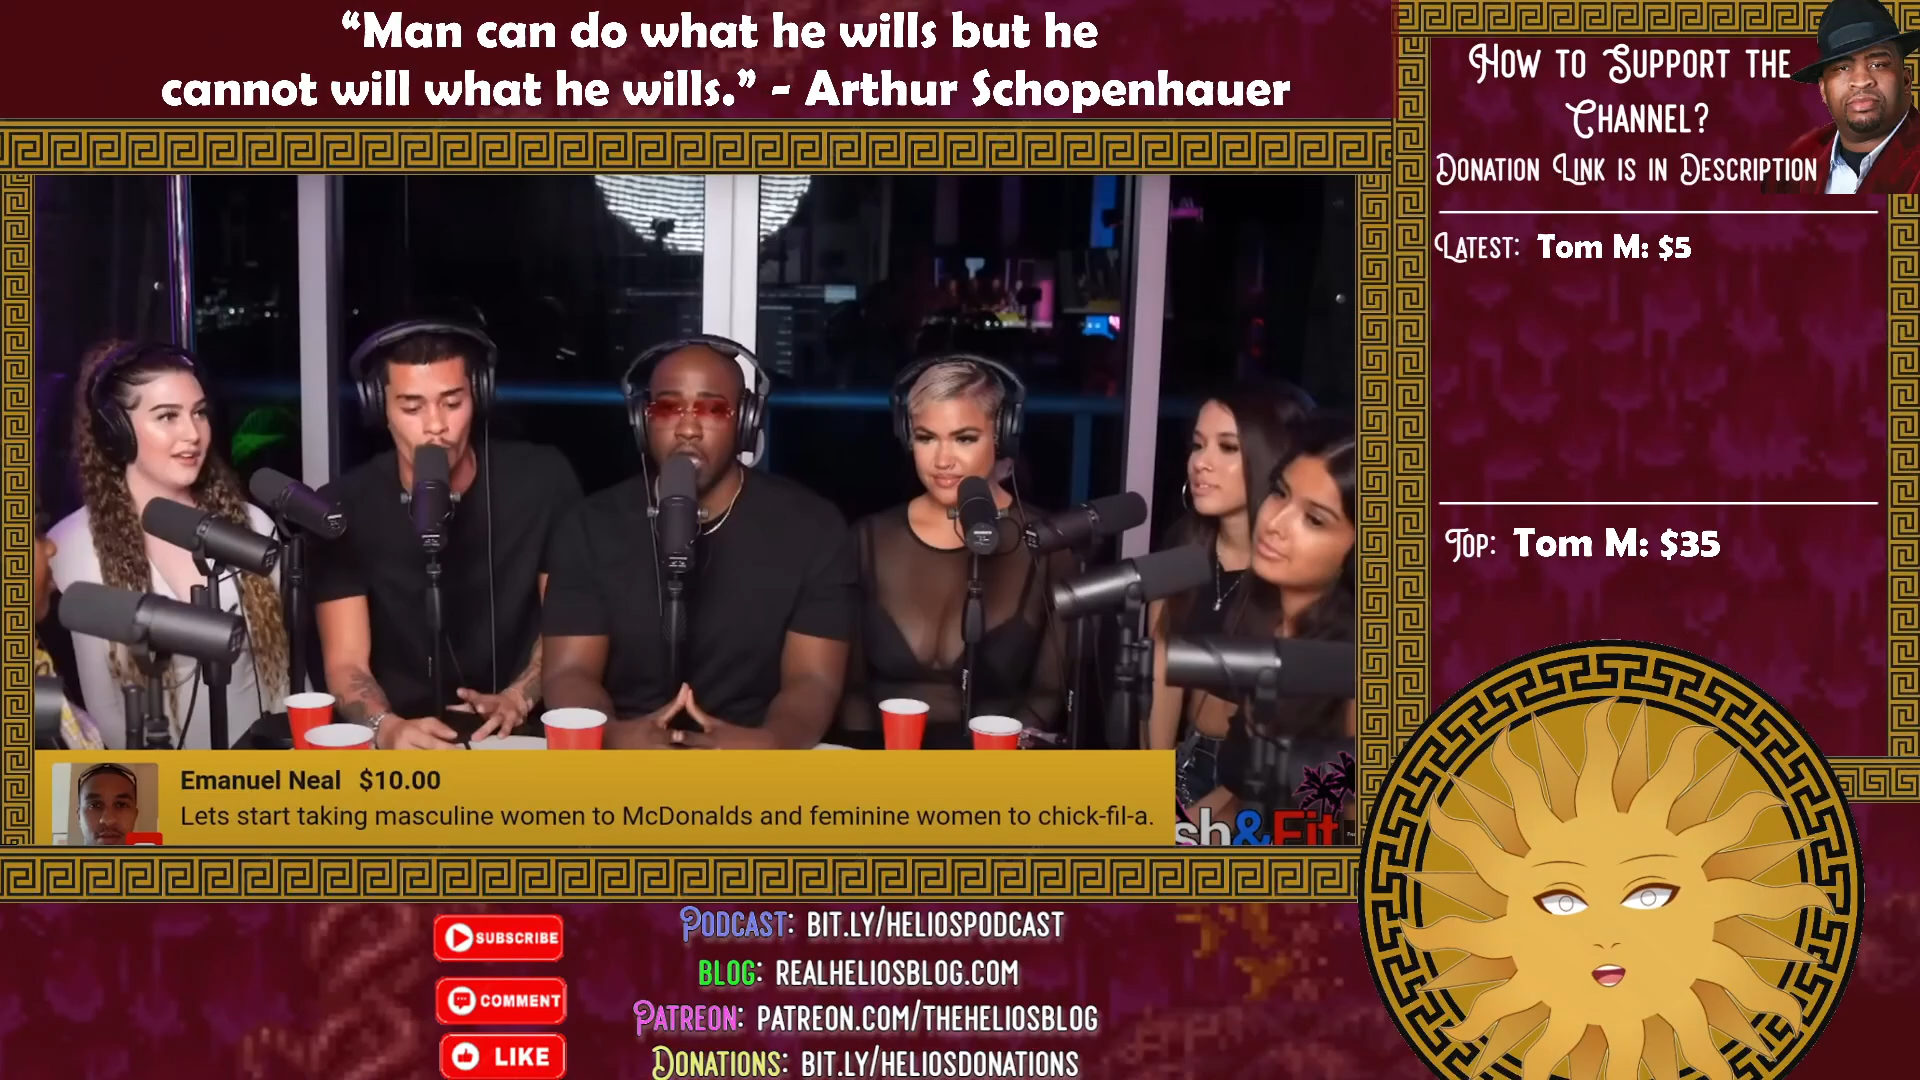 “Man can do what he wills but he
cannot will what he wills.” - Arthur Schopenhauer
How to Support the
Channel?
Donation Link is in Description
Latest: Tom M: $5
Top: Tom M: $35
Emanuel Neal $10.00
Lets start taking masculine women to McDonalds and feminine women to chick-fil-a.
sh&Fit
SUBSCRIBE
COMMENT
LIKE
Podcast: bit.ly/heliospodcast
Blog: realheliosblog.com
Patreon: patreon.com/theheliosblog
Donations: bit.ly/heliosdonations